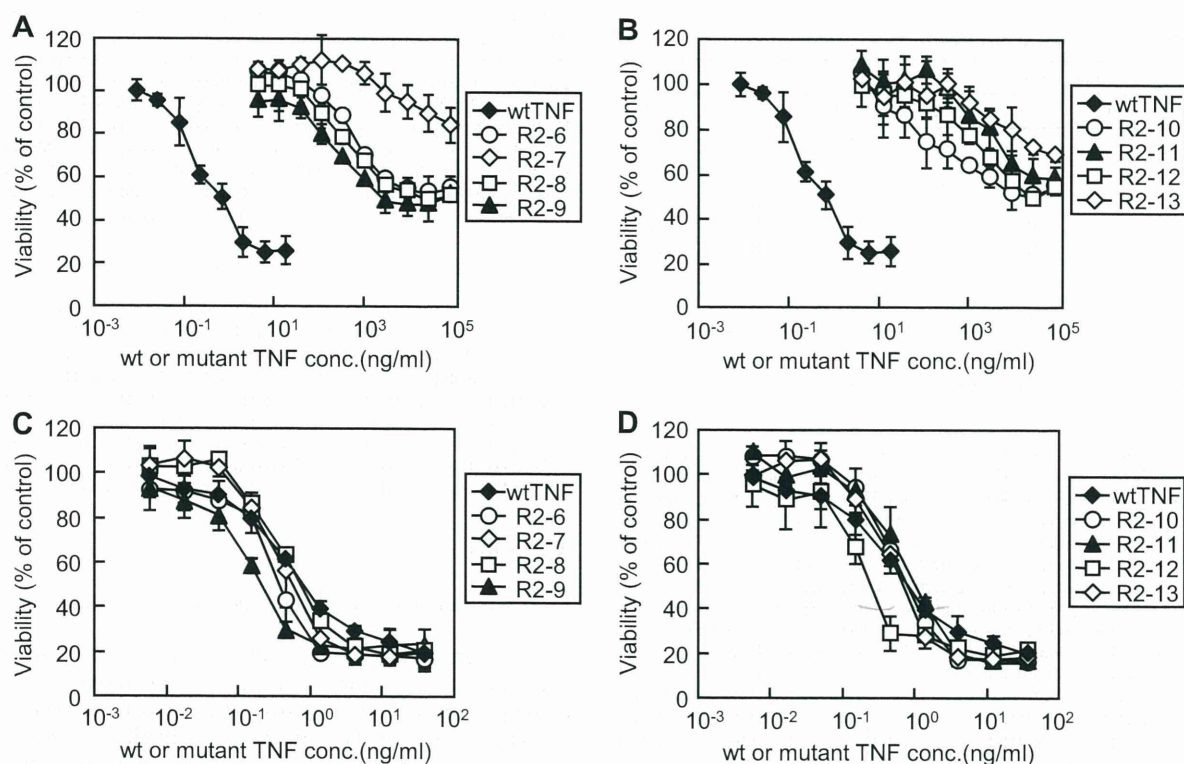 A
Viability (% of control)
120
100
80
60
40
20
0
10-3
10-1
101
103
105
wt or mutant TNF conc.(ng/ml)
wtTNF
R2-6
R2-7
R2-8
R2-9
B
Viability (% of control)
120
100
80
60
40
20
0
10-3
10-1
101
103
105
wt or mutant TNF conc.(ng/ml)
wtTNF
R2-10
R2-11
R2-12
R2-13
C
Viability (% of control)
120
100
80
60
40
20
0
10-3
10-2
10-1
100
101
102
wt or mutant TNF conc.(ng/ml)
wtTNF
R2-6
R2-7
R2-8
R2-9
D
Viability (% of control)
120
100
80
60
40
20
0
10-3
10-2
10-1
100
101
102
wt or mutant TNF conc.(ng/ml)
wtTNF
R2-10
R2-11
R2-12
R2-13